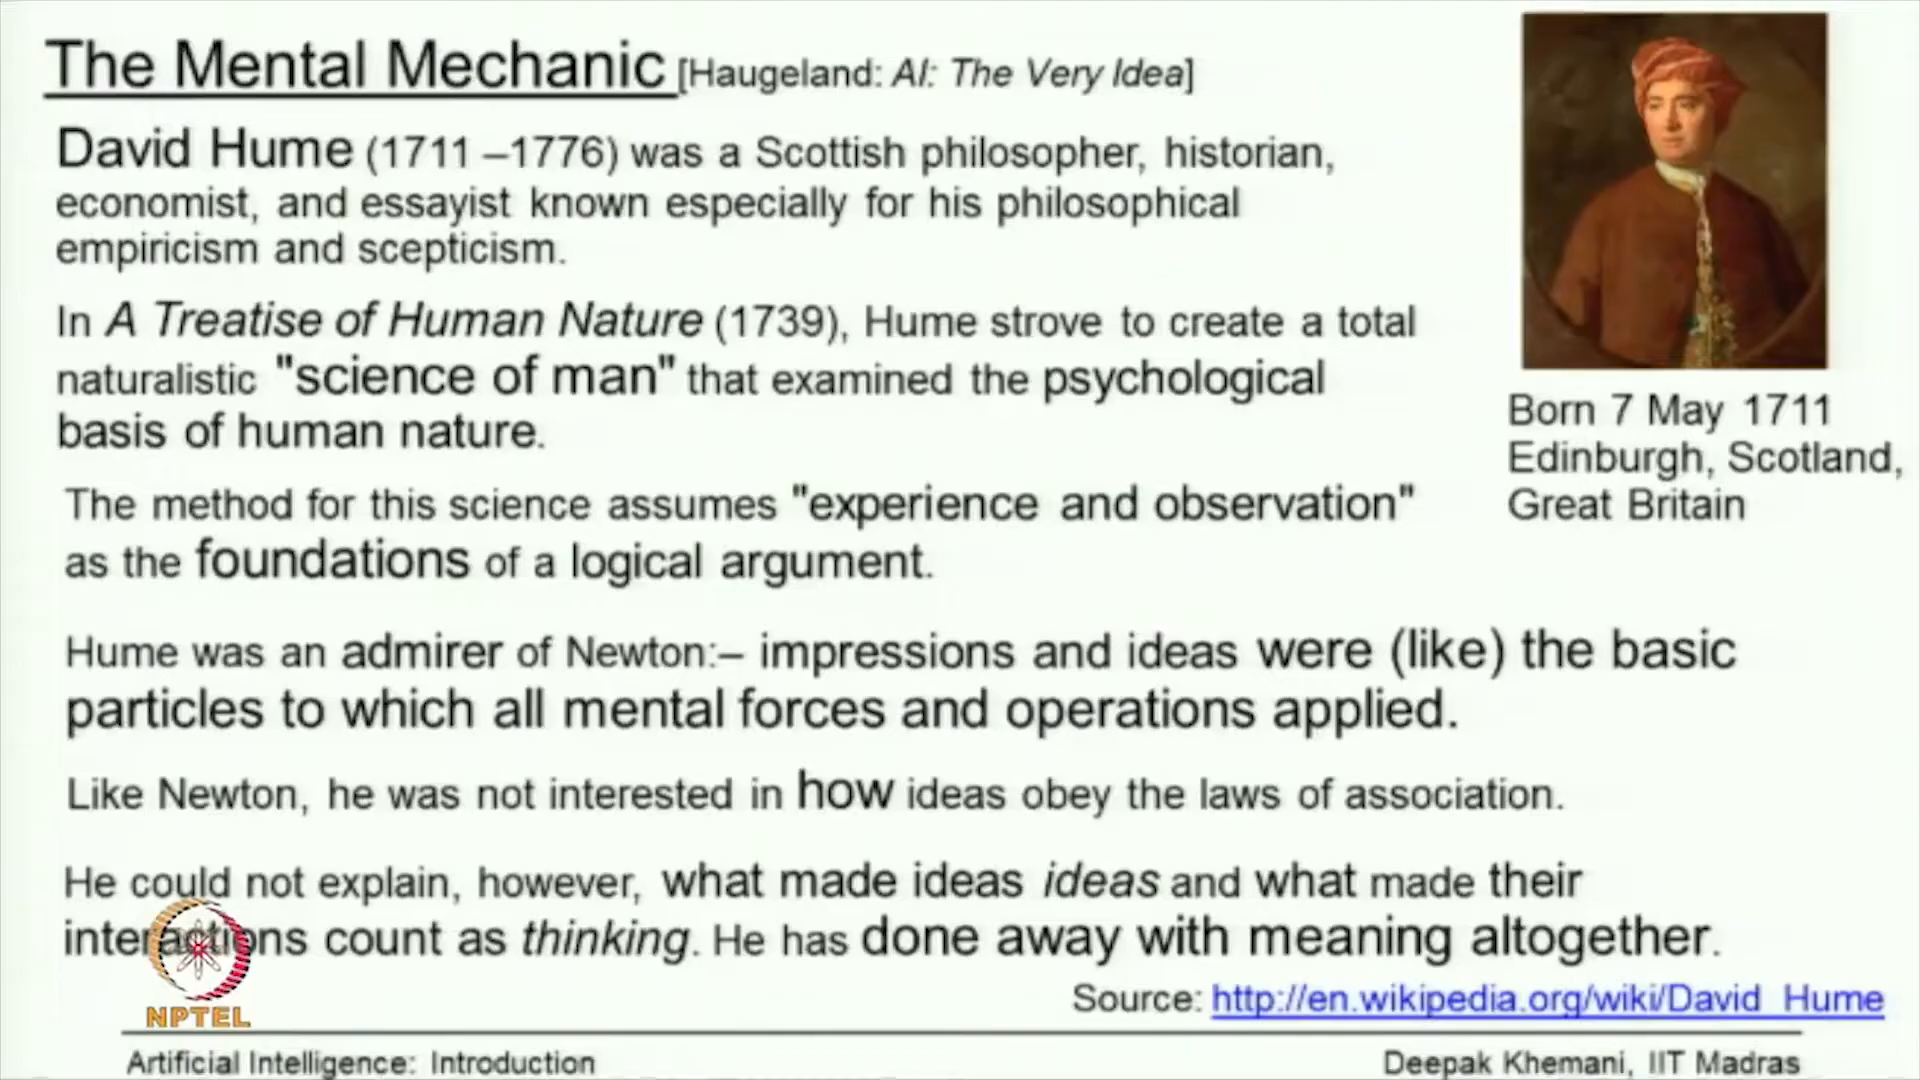 The Mental Mechanic [Haugeland: AI: The Very Idea]
David Hume (1711 –1776) was a Scottish philosopher, historian,
economist, and essayist known especially for his philosophical
empiricism and scepticism.
In A Treatise of Human Nature (1739), Hume strove to create a total
naturalistic "science of man" that examined the psychological
basis of human nature.
Born 7 May 1711
Edinburgh, Scotland,
Great Britain
The method for this science assumes "experience and observation"
as the foundations of a logical argument.
Hume was an admirer of Newton:– impressions and ideas were (like) the basic
particles to which all mental forces and operations applied.
Like Newton, he was not interested in how ideas obey the laws of association.
He could not explain, however, what made ideas ideas and what made their
interactions count as thinking. He has done away with meaning altogether.
NPTEL
Source: http://en.wikipedia.org/wiki/David_Hume
Artificial Intelligence: Introduction
Deepak Khemani, IIT Madras